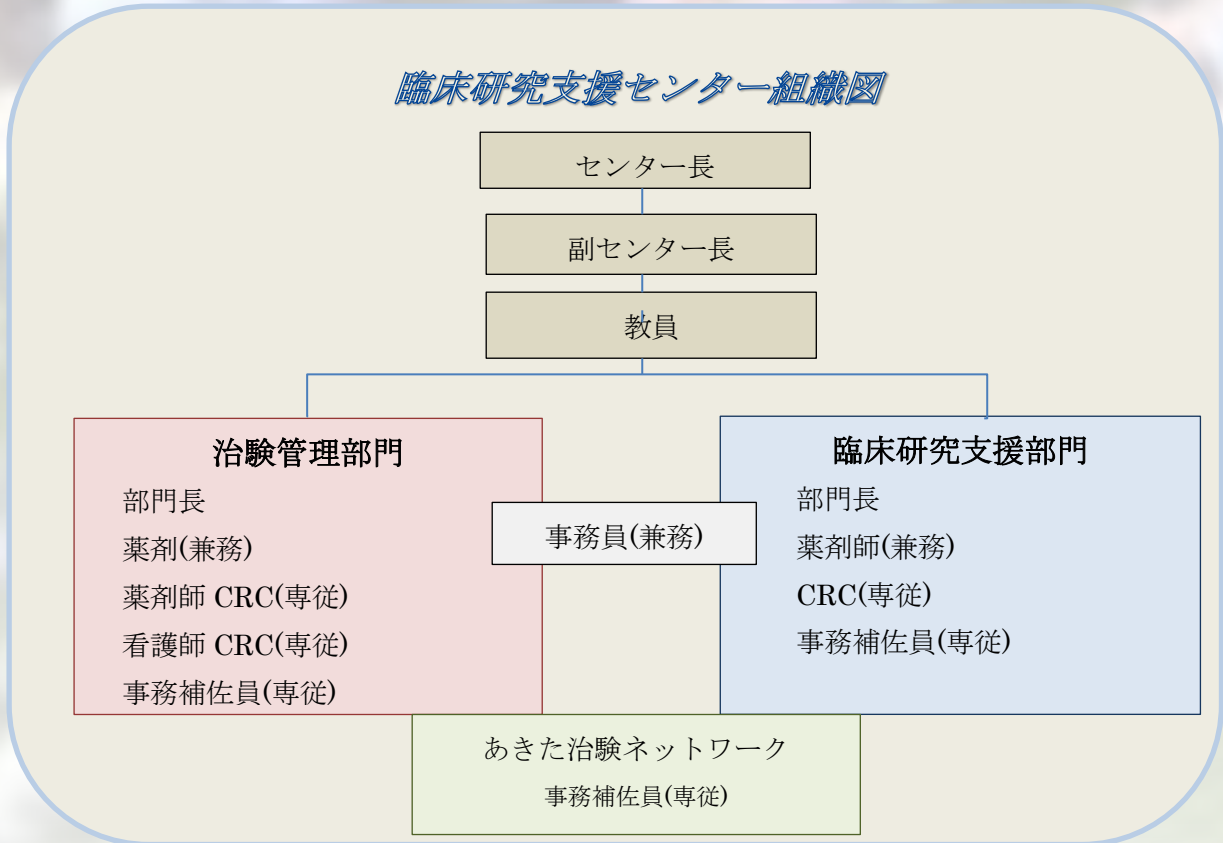 臨床研究支援センター組織図
センター長
副センター長
教員
治験管理部門
部門長
薬剤(兼務)
薬剤師 CRC(専従)
看護師 CRC(専従)
事務補佐員(専従)
事務員(兼務)
臨床研究支援部門
部門長
薬剤師(兼務)
CRC(専従)
事務補佐員(専従)
あきた治験ネットワーク
事務補佐員(専従)